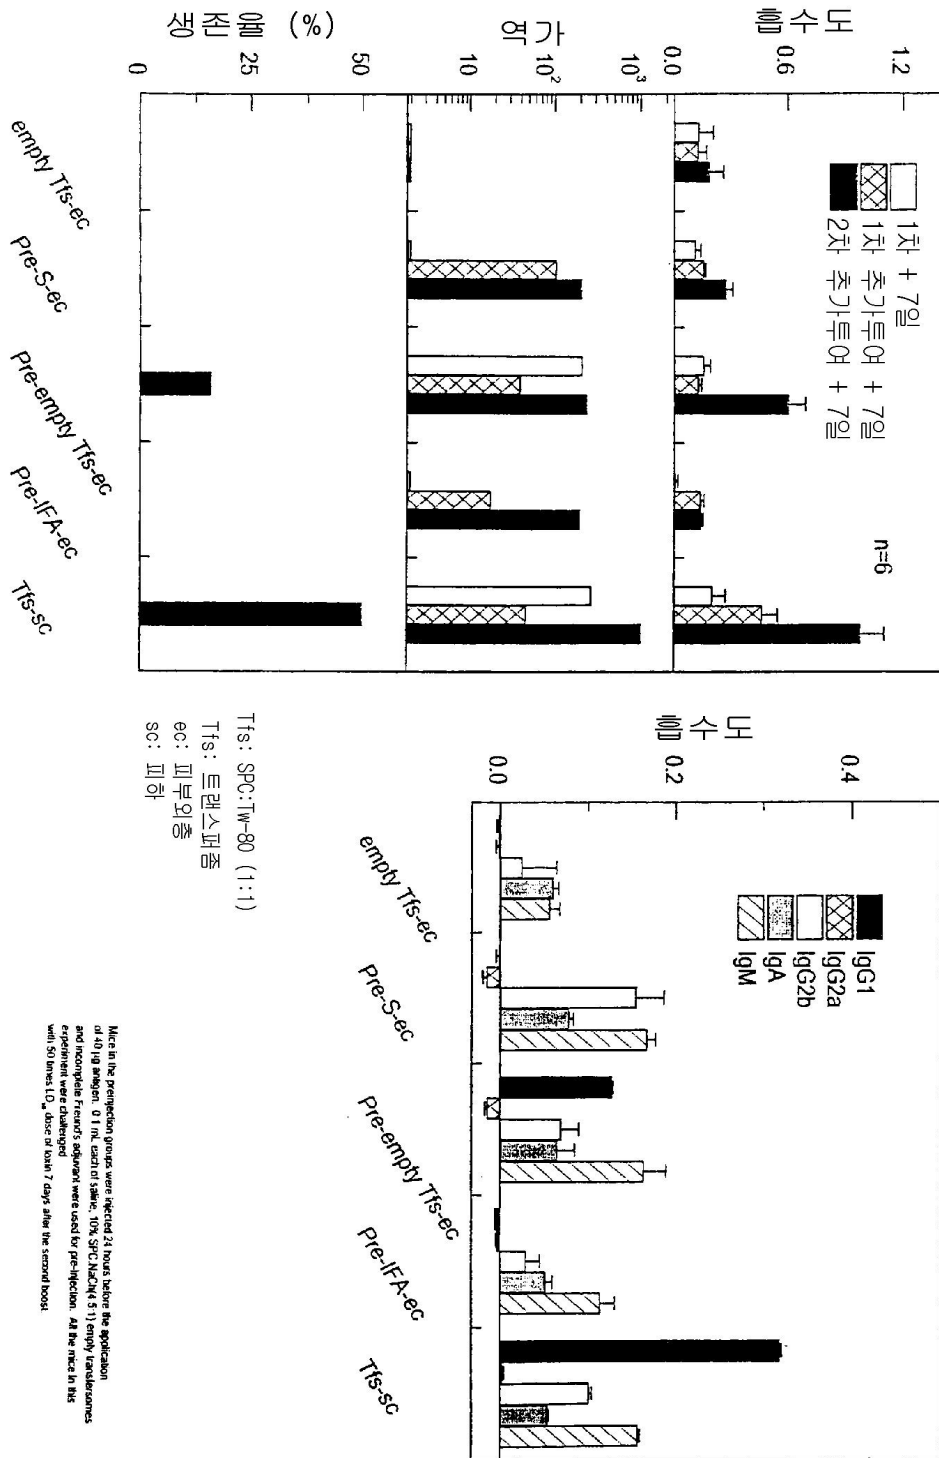 흡수도
1.2
0.6
0.0
1차 + 7일
1차 추가투여 + 7일
2차 추가투여 + 7일
n=6
역가
10³
10²
10
생존율 (%)
50
25
0
empty Tfs-ec
Pre-S-ec
Pre-empty Tfs-ec
Pre-IFA-ec
Tfs-sc
흡수도
0.4
0.2
0.0
IgG1
IgG2a
IgG2b
IgA
IgM
empty Tfs-ec
Pre-S-ec
Pre-empty Tfs-ec
Pre-IFA-ec
Tfs-sc
Tfs: SPC:Tw-80 (1:1)
Tfs: 트랜스퍼좀
ec: 피부외층
sc: 피하
Mice in the preinjection groups were injected 24 hours before the application
of 40 µg antigen. 0.1 mL each of saline, 10% SPC:NaCh(4.5:1) empty transfersomes
and incomplete Freund's adjuvant were used for pre-injection. All the mice in this
experiment were challenged
with 50 times LD₅₀ dose of toxin 7 days after the second boost